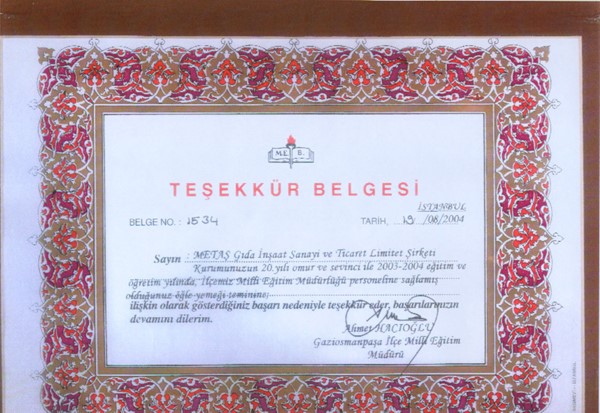 M.E. B.
TEŞEKKÜR BELGESİ
İSTANBUL
BELGE NO. : 1534
TARİH, 19 /08/2004
Sayın : METAŞ Gıda İnşaat Sanayi ve Ticaret Limitet Şirketi
Kurumunuzun 20.yılı onur ve sevinci ile 2003-2004 eğitim ve
öğretim yılında, İlçemiz Milli Eğitim Müdürlüğü personeline sağlamış
olduğunuz öğle yemeği teminine;
ilişkin olarak gösterdiğiniz başarı nedeniyle teşekkür eder, başarılarınızın
devamını dilerim.
Ahmet HACIOĞLU
Gaziosmanpaşa İlçe Milli Eğitim
Müdürü